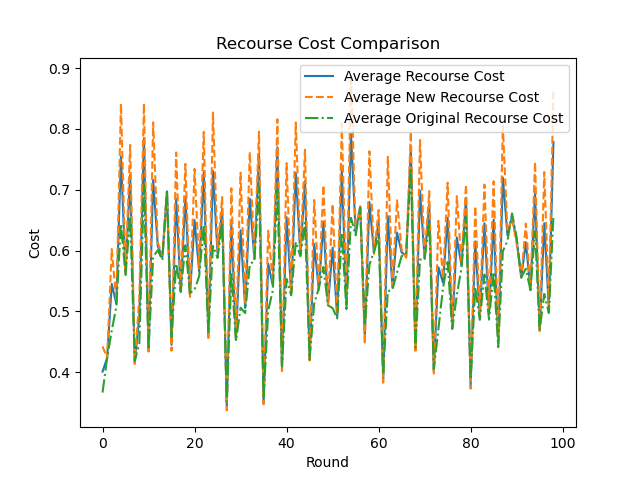 Recourse Cost Comparison
Average Recourse Cost
Average New Recourse Cost
Average Original Recourse Cost
Cost
0.9
0.8
0.7
0.6
0.5
0.4
0
20
40
60
80
100
Round